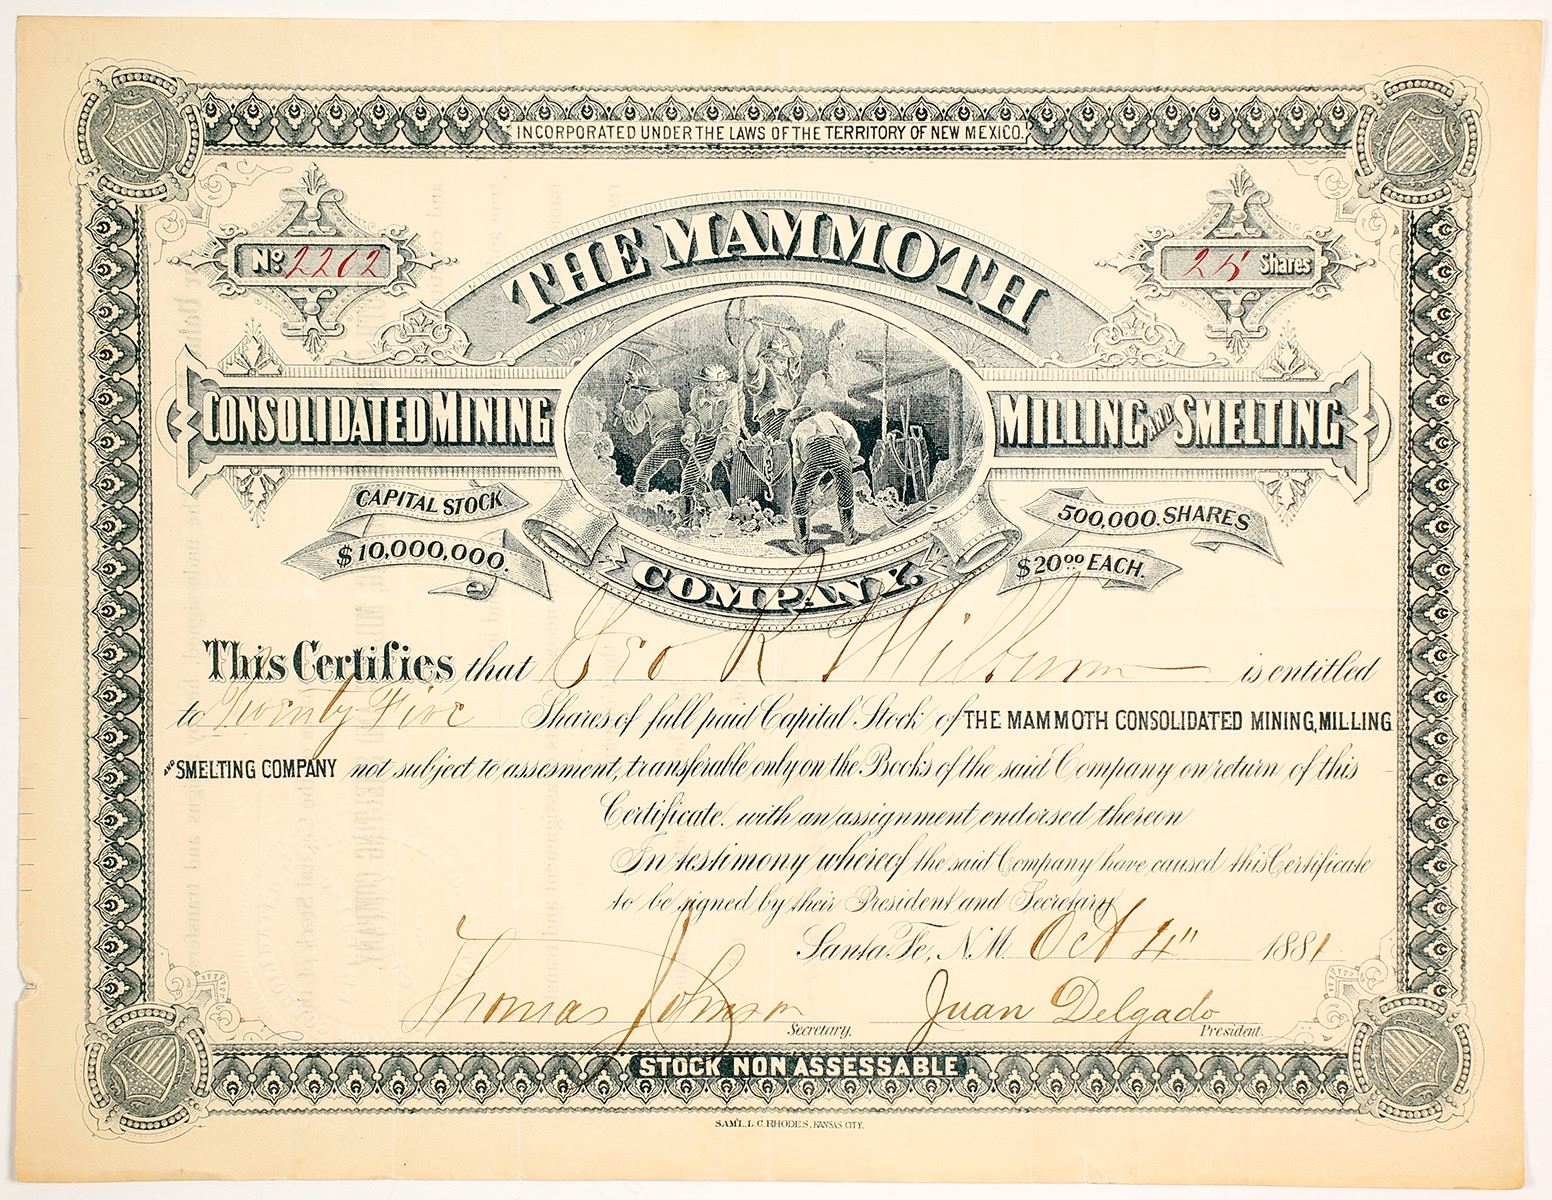 INCORPORATED UNDER THE LAWS OF THE TERRITORY OF NEW MEXICO.
No. 2202
25 Shares
THE MAMMOTH
CONSOLIDATED MINING MILLING AND SMELTING
CAPITAL STOCK 500,000. SHARES
$10,000,000. $20.00 EACH.
COMPANY.
This Certifies that Geo R Milburn is entitled
to Twenty Five Shares of full paid Capital Stock of THE MAMMOTH CONSOLIDATED MINING, MILLING
AND SMELTING COMPANY not subject to assesment, transferable only on the Books of the said Company on return of this
Certificate with an assignment endorsed thereon
In testimony whereof the said Company have caused this Certificate
to be signed by their President and Secretary
Santa Fe, N.M. Oct 4" 1881
Thomas Johnson Secretary. Juan Delgado President.
STOCK NON ASSESSABLE
SAM'L. L. C. RHODES, KANSAS CITY.